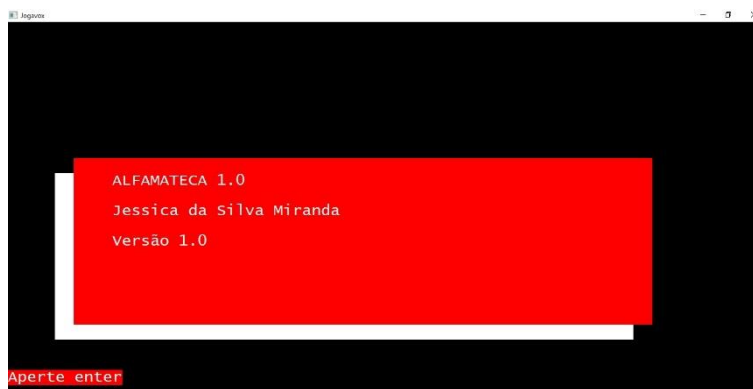 Jogavox
ALFAMATECA 1.0
Jessica da Silva Miranda
Versão 1.0
Aperte enter